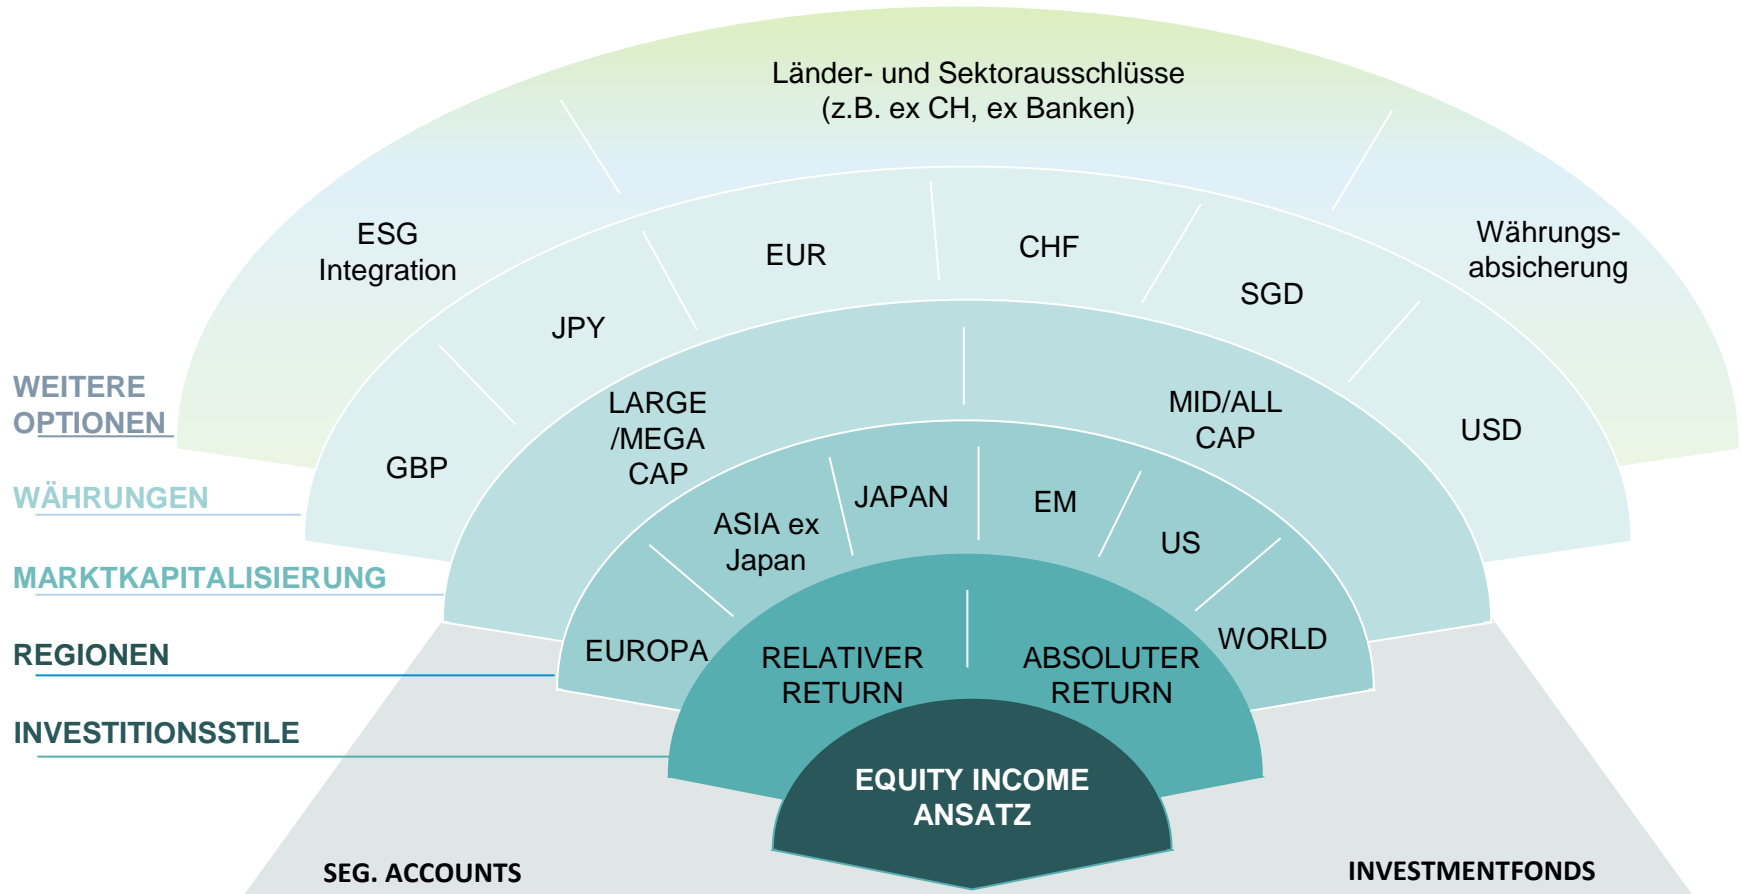 Länder- und Sektorausschlüsse
(z.B. ex CH, ex Banken)
ESG
Integration
Währungs-
absicherung
WEITERE
OPTIONEN
GBP
JPY
EUR
CHF
SGD
USD
WÄHRUNGEN
LARGE
/MEGA
CAP
MID/ALL
CAP
MARKTKAPITALISIERUNG
EUROPA
ASIA ex
Japan
JAPAN
EM
US
WORLD
REGIONEN
RELATIVER
RETURN
ABSOLUTER
RETURN
INVESTITIONSSTILE
EQUITY INCOME
ANSATZ
SEG. ACCOUNTS
INVESTMENTFONDS